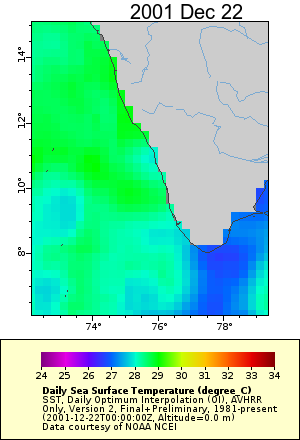 2001 Dec 22
14°
12°
10°
8°
74° 76° 78°
24 25 26 27 28 29 30 31 32 33 34
Daily Sea Surface Temperature (degree_C)
SST, Daily Optimum Interpolation (OI), AVHRR
Only, Version 2, Final+Preliminary, 1981-present
(2001-12-22T00:00:00Z, Altitude=0.0 m)
Data courtesy of NOAA NCEI